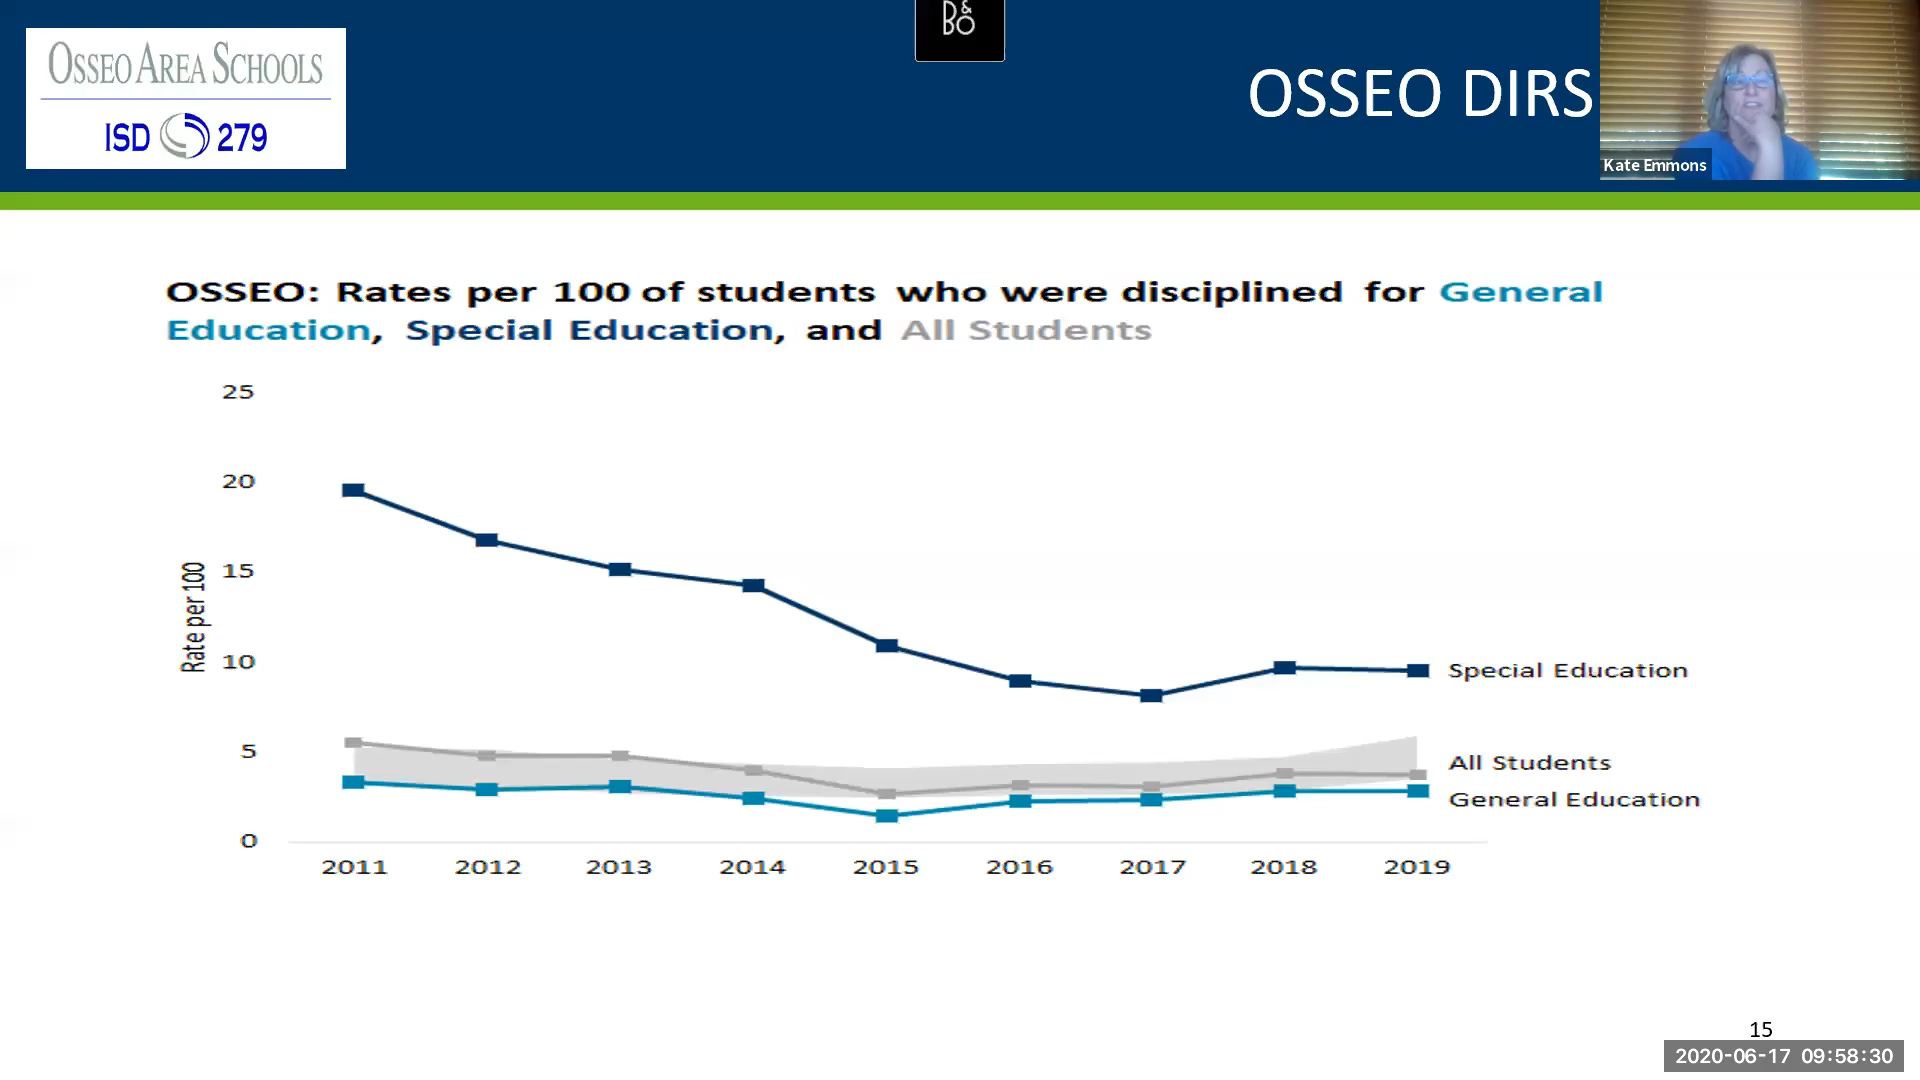 B&O
OSSEO AREA SCHOOLS
ISD 279
OSSEO DIRS
Kate Emmons
OSSEO: Rates per 100 of students who were disciplined for General
Education, Special Education, and All Students
25
20
15
10
5
0
Rate per 100
Special Education
All Students
General Education
2011 2012 2013 2014 2015 2016 2017 2018 2019
15
2020-06-17 09:58:30